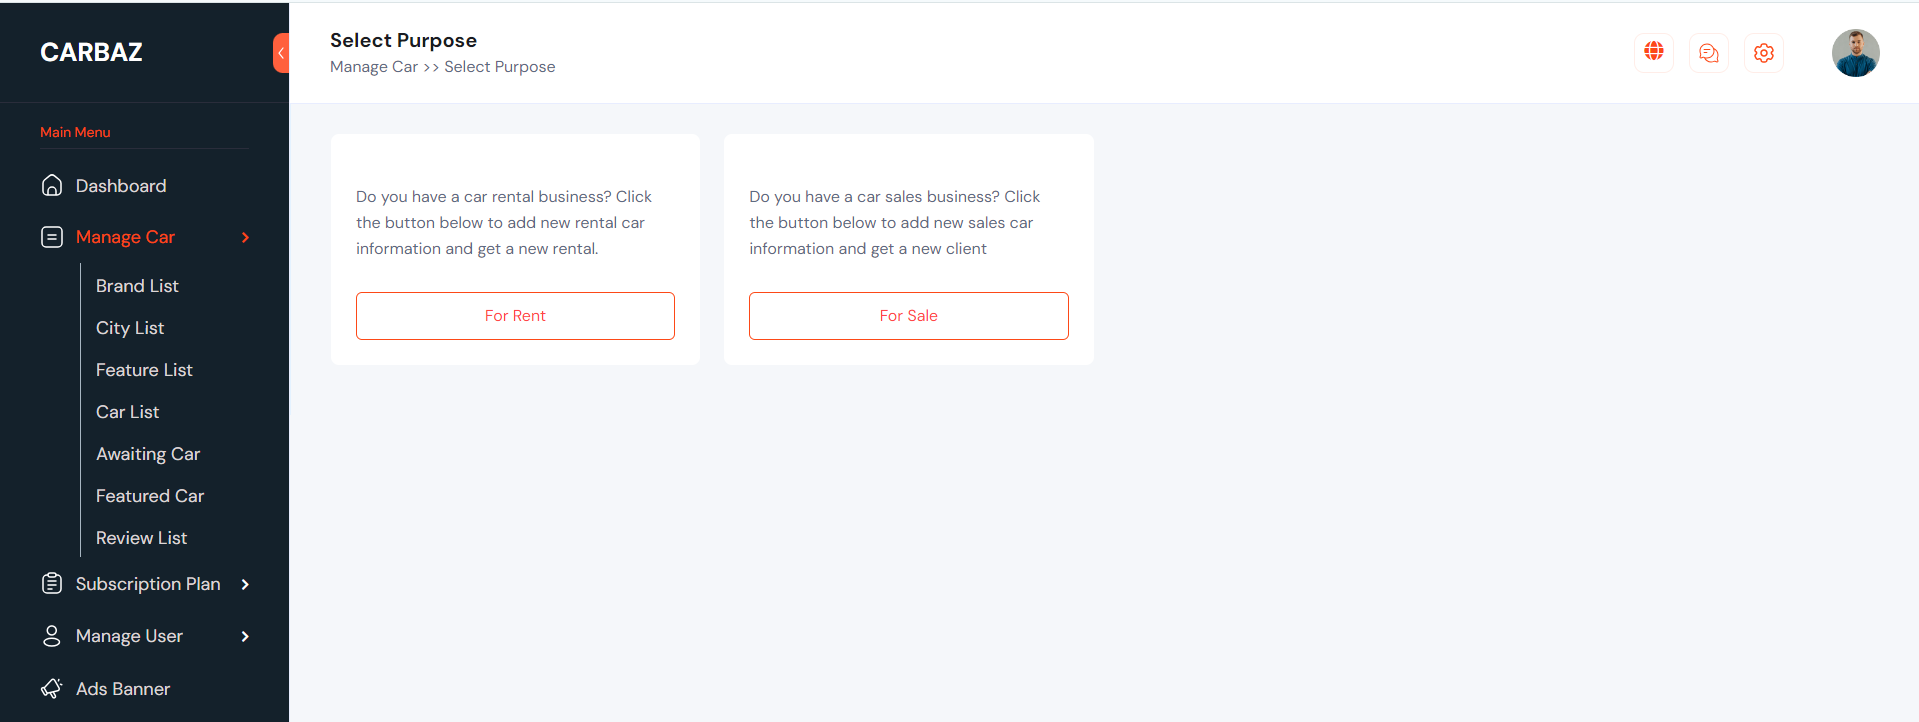 CARBAZ
Main Menu
Dashboard
Manage Car
Brand List
City List
Feature List
Car List
Awaiting Car
Featured Car
Review List
Subscription Plan
Manage User
Ads Banner
Select Purpose
Manage Car >> Select Purpose
Do you have a car rental business? Click
the button below to add new rental car
information and get a new rental.
For Rent
Do you have a car sales business? Click
the button below to add new sales car
information and get a new client
For Sale